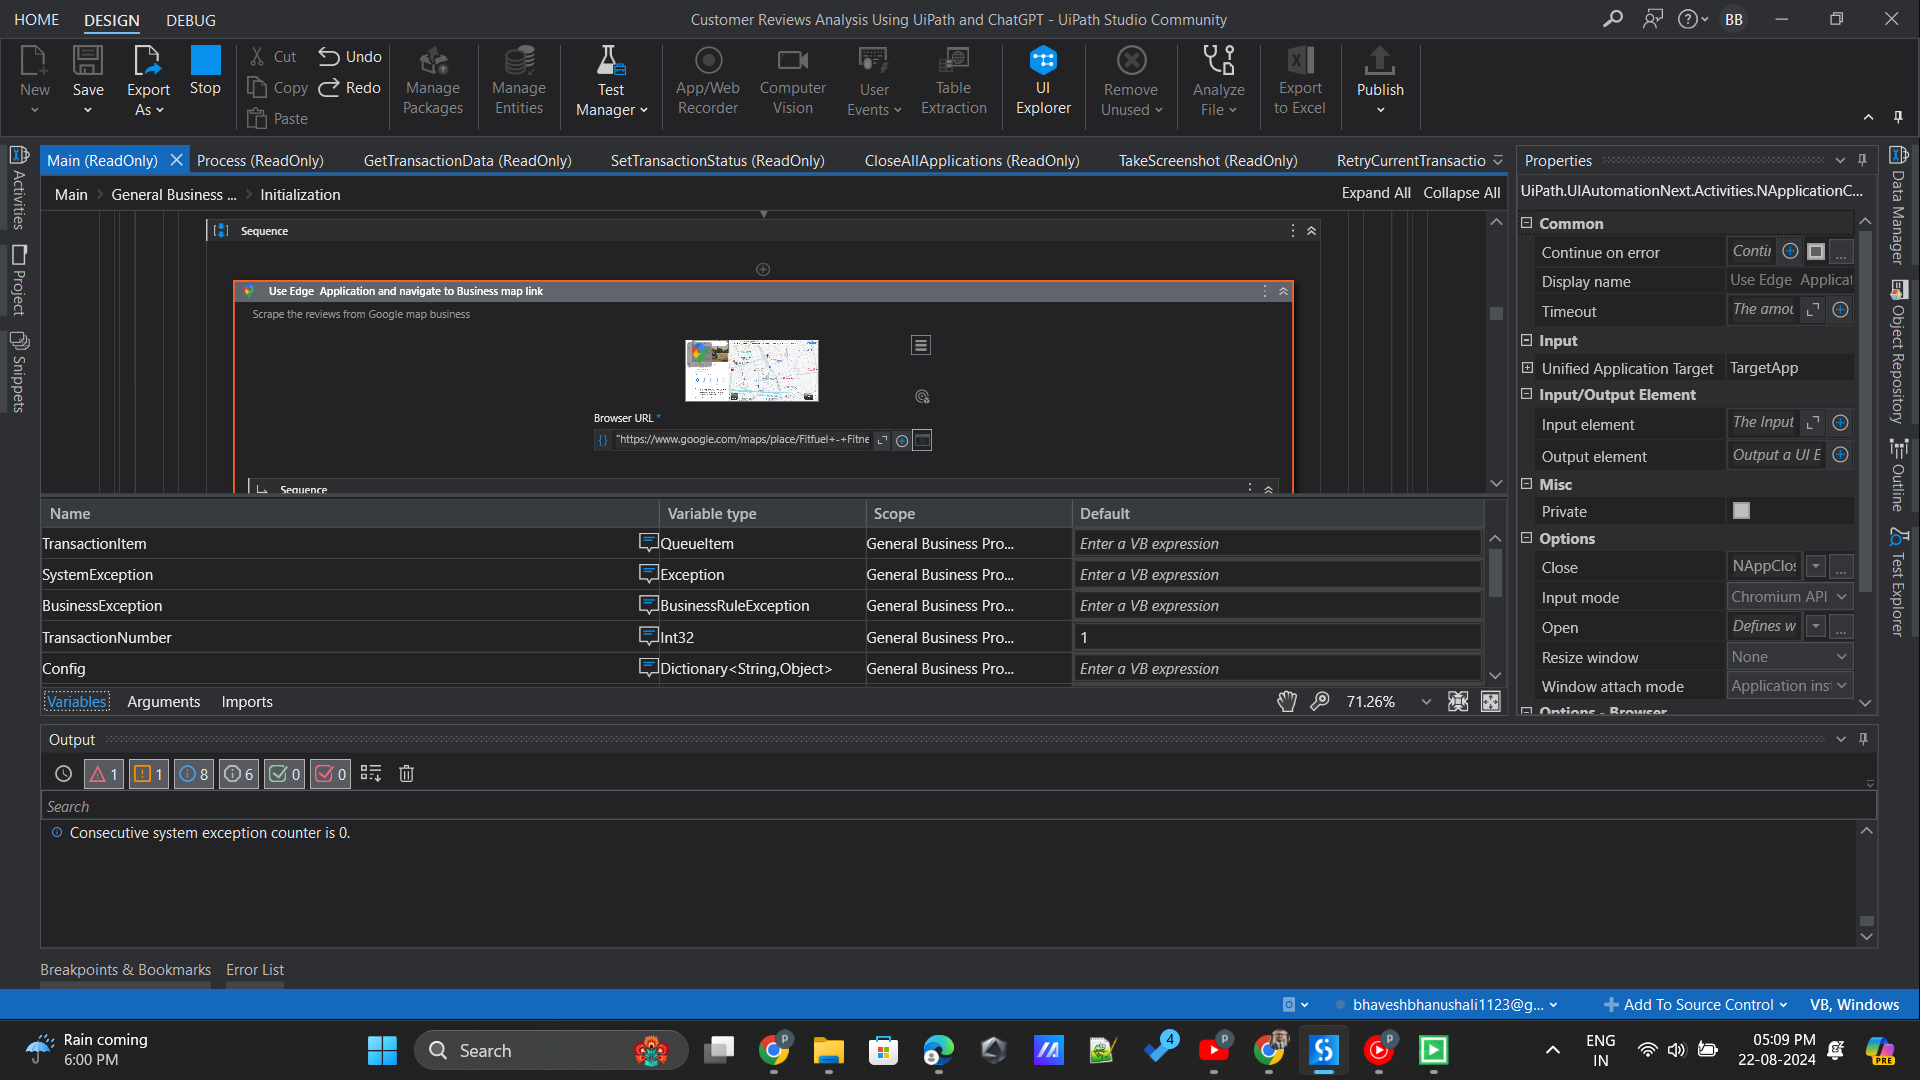 HOME DESIGN DEBUG
Customer Reviews Analysis Using UiPath and ChatGPT - UiPath Studio Community
BB
New
Save
Export As
Stop
Cut
Copy
Paste
Undo
Redo
Manage Packages
Manage Entities
Test Manager
App/Web Recorder
Computer Vision
User Events
Table Extraction
UI Explorer
Remove Unused
Analyze File
Export to Excel
Publish
Activities
Project
Snippets
Main (ReadOnly) Process (ReadOnly) GetTransactionData (ReadOnly) SetTransactionStatus (ReadOnly) CloseAllApplications (ReadOnly) TakeScreenshot (ReadOnly) RetryCurrentTransactio
Main > General Business ... > Initialization
Expand All Collapse All
Sequence
Use Edge Application and navigate to Business map link
Scrape the reviews from Google map business
Browser URL *
"https://www.google.com/maps/place/Fitfuel+-+Fitne
Sequence
Name Variable type Scope Default
TransactionItem QueueItem General Business Pro... Enter a VB expression
SystemException Exception General Business Pro... Enter a VB expression
BusinessException BusinessRuleException General Business Pro... Enter a VB expression
TransactionNumber Int32 General Business Pro... 1
Config Dictionary<String,Object> General Business Pro... Enter a VB expression
Variables Arguments Imports
71.26%
Properties
UiPath.UIAutomationNext.Activities.NApplicationC...
Common
Continue on error Contir ...
Display name Use Edge Applicat
Timeout The amou
Input
Unified Application Target TargetApp
Input/Output Element
Input element The Input
Output element Output a UI E
Misc
Private
Options
Close NAppClos ...
Input mode Chromium API
Open Defines w ...
Resize window None
Window attach mode Application inst
Options - Browser
Data Manager
Object Repository
Outline
Test Explorer
Output
1 1 8 6 0 0
Search
Consecutive system exception counter is 0.
Breakpoints & Bookmarks Error List
bhaveshbhanushali1123@g... Add To Source Control VB, Windows
Rain coming
6:00 PM
Search
P
4
P
P
ENG
IN
05:09 PM
22-08-2024
PRE